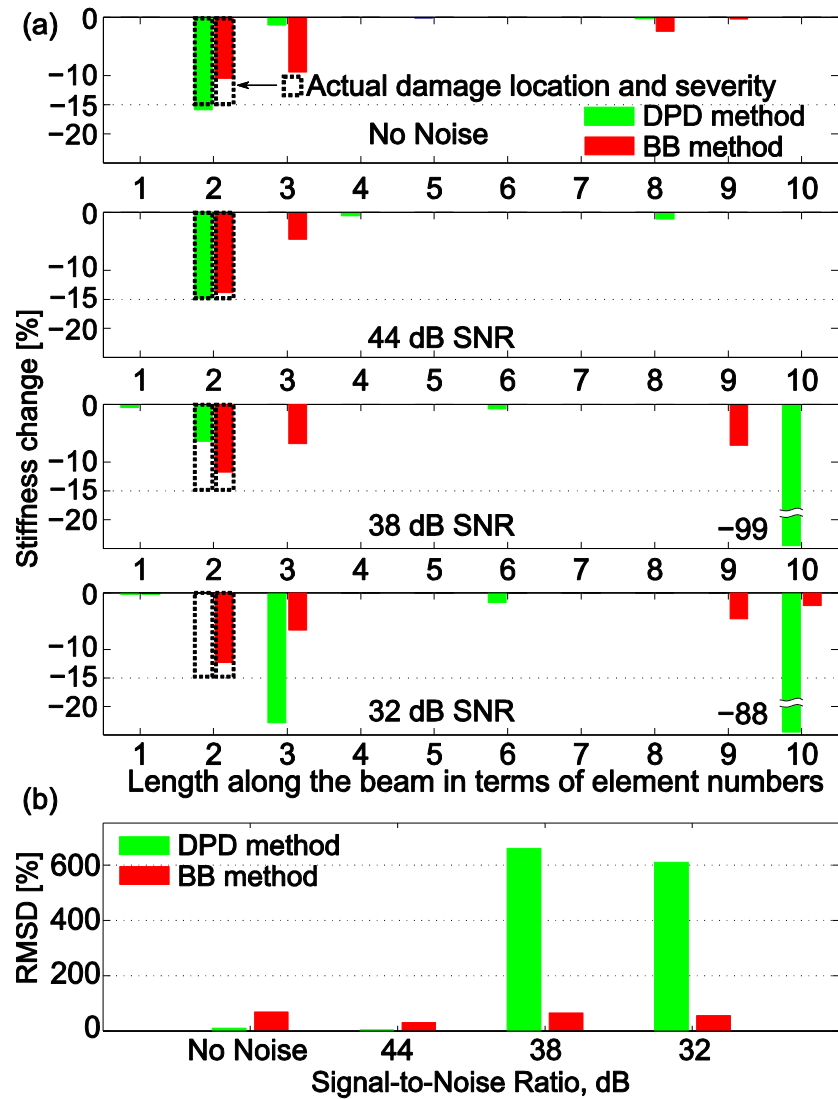 (a)
0
−10
−15
−20
Actual damage location and severity
DPD method
BB method
No Noise
1 2 3 4 5 6 7 8 9 10
0
−10
−15
−20
44 dB SNR
1 2 3 4 5 6 7 8 9 10
Stiffness change [%]
0
−10
−15
−20
38 dB SNR
−99
1 2 3 4 5 6 7 8 9 10
0
−10
−15
−20
32 dB SNR
−88
1 2 3 4 5 6 7 8 9 10
Length along the beam in terms of element numbers
(b)
DPD method
BB method
RMSD [%]
600
400
200
0
No Noise 44 38 32
Signal-to-Noise Ratio, dB